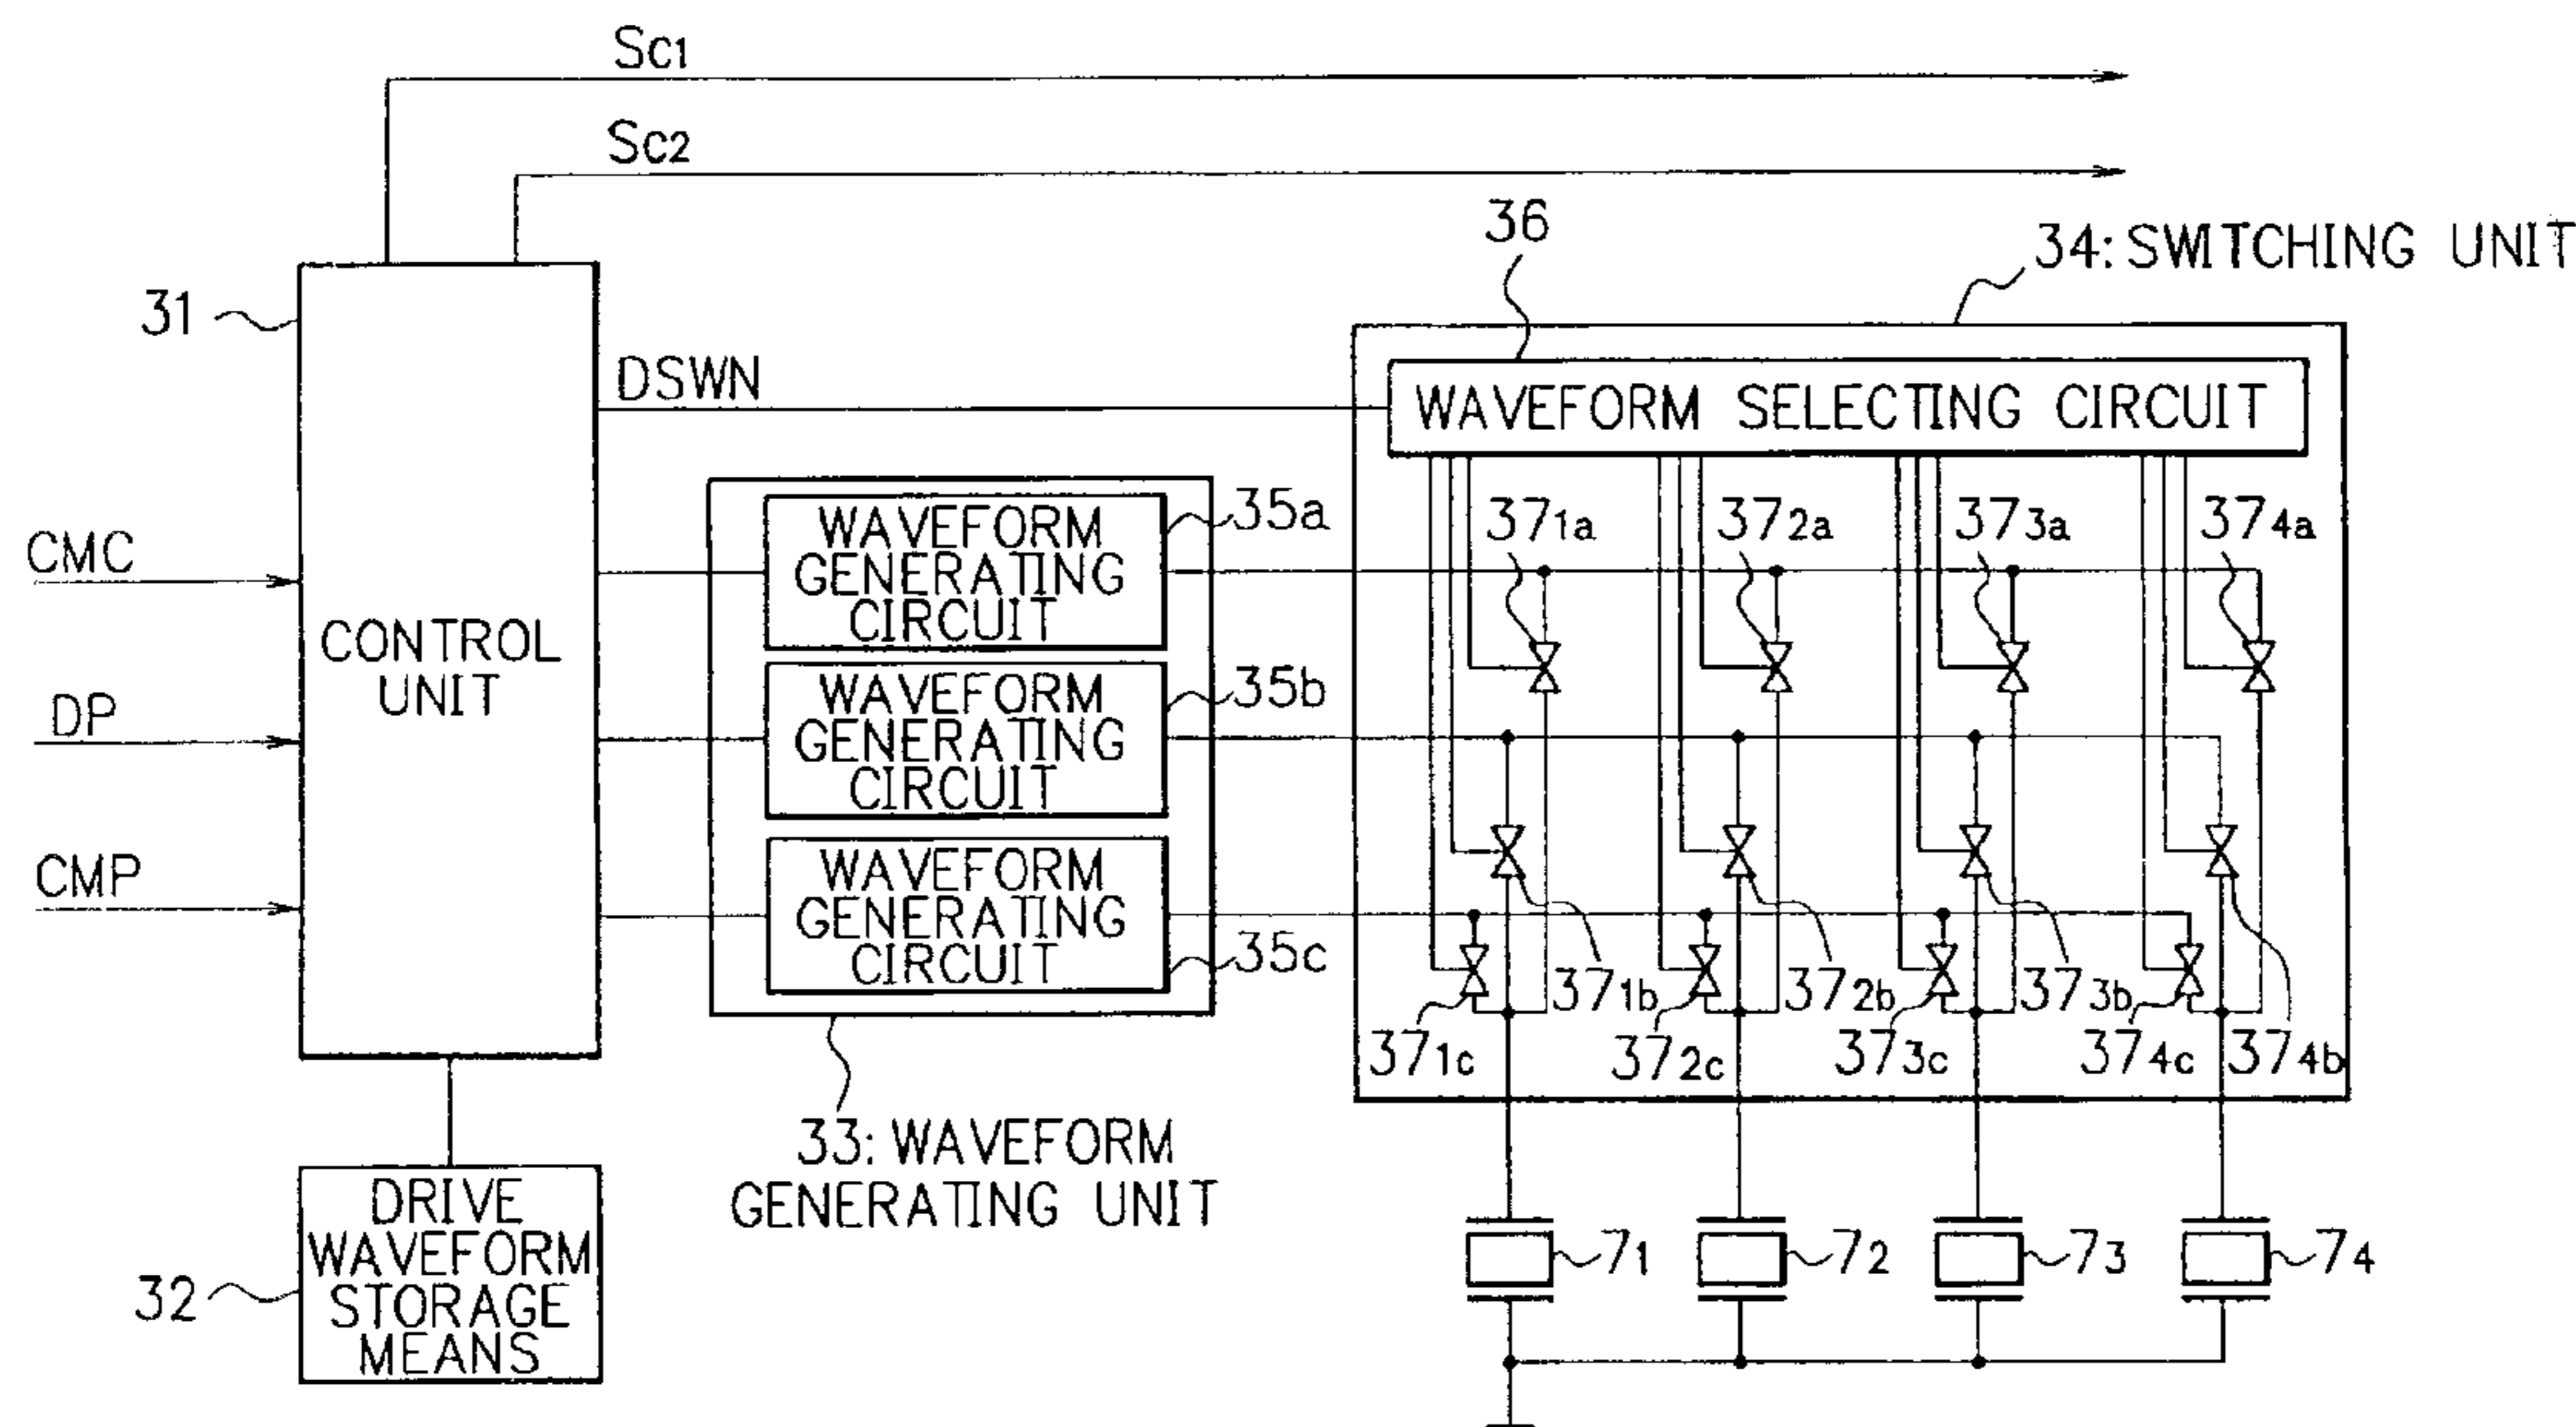 Sc1
Sc2
36
34: SWITCHING UNIT
31
DSWN
WAVEFORM SELECTING CIRCUIT
CMC
DP
CMP
CONTROL
UNIT
WAVEFORM
GENERATING
CIRCUIT
35a
WAVEFORM
GENERATING
CIRCUIT
35b
WAVEFORM
GENERATING
CIRCUIT
35c
371a
372a
373a
374a
371b
372b
373b
371c
372c
373c
374c
374b
33: WAVEFORM
GENERATING UNIT
32
DRIVE
WAVEFORM
STORAGE
MEANS
71
72
73
74